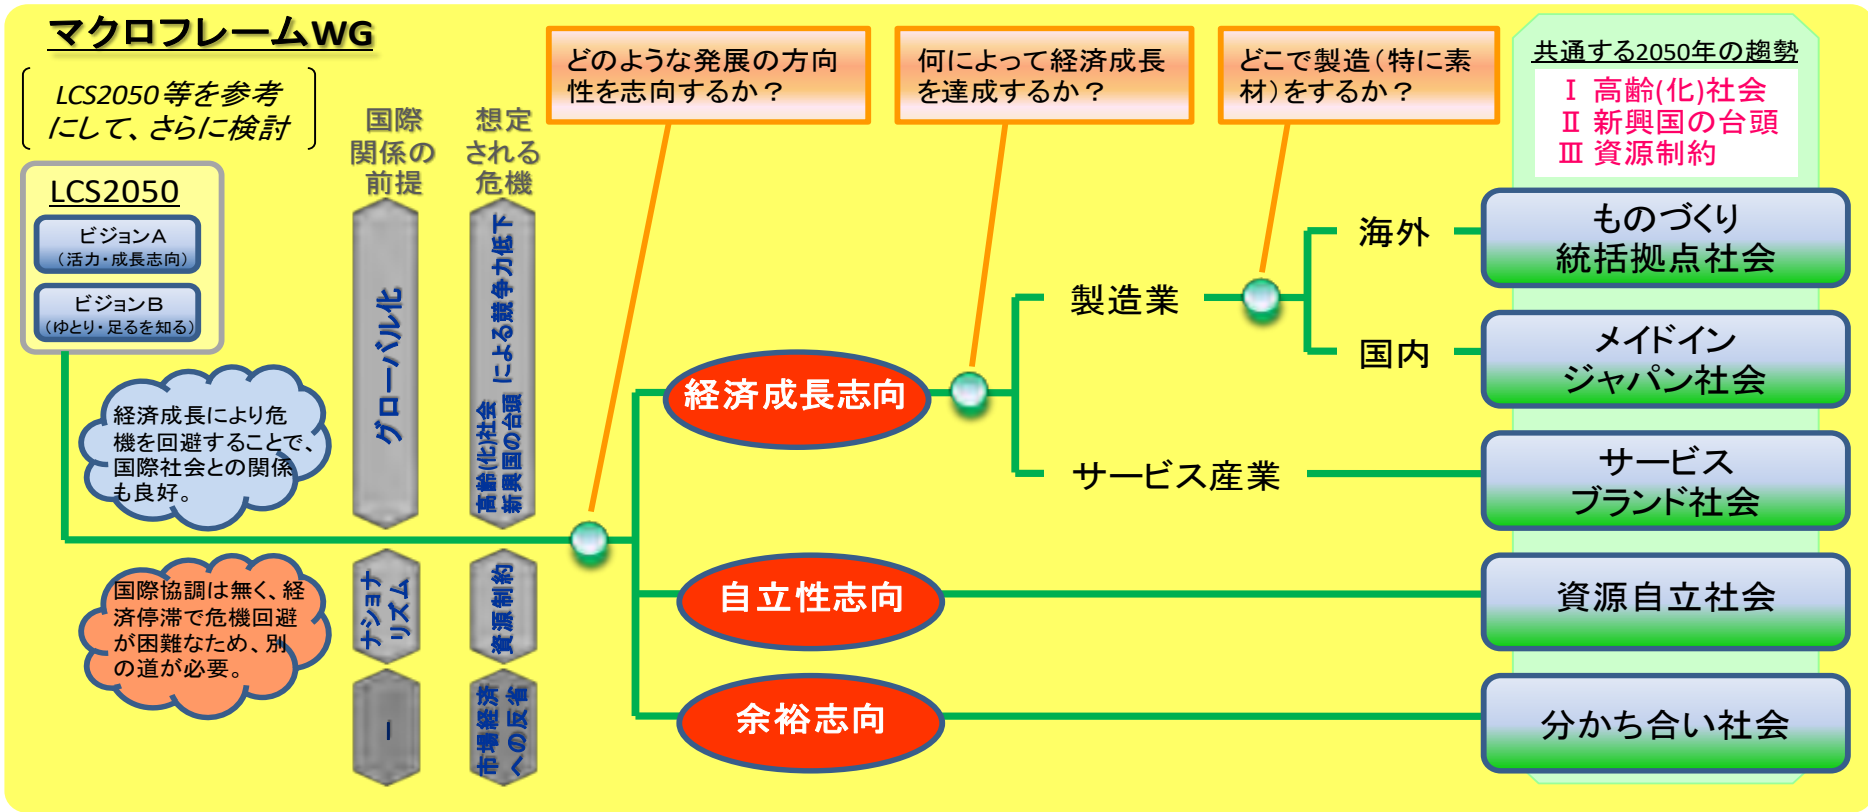 マクロフレームWG
LCS2050等を参考
にして、さらに検討
LCS2050
ビジョンA
(活力・成長志向)
ビジョンB
(ゆとり・足るを知る)
経済成長により危
機を回避することで、
国際社会との関係
も良好。
国際協調は無く、経
済停滞で危機回避
が困難なため、別
の道が必要。
国際
関係の
前提
グローバル化
ナショナ
リズム
－
想定
される
危機
高齢(化)社会
新興国の台頭
による競争力低下
資源制約
市場経済
への反省
どのような発展の方向
性を志向するか？
何によって経済成長
を達成するか？
どこで製造(特に素
材)をするか？
経済成長志向
自立性志向
余裕志向
製造業
サービス産業
海外
国内
共通する2050年の趨勢
Ⅰ 高齢(化)社会
Ⅱ 新興国の台頭
Ⅲ 資源制約
ものづくり
統括拠点社会
メイドイン
ジャパン社会
サービス
ブランド社会
資源自立社会
分かち合い社会